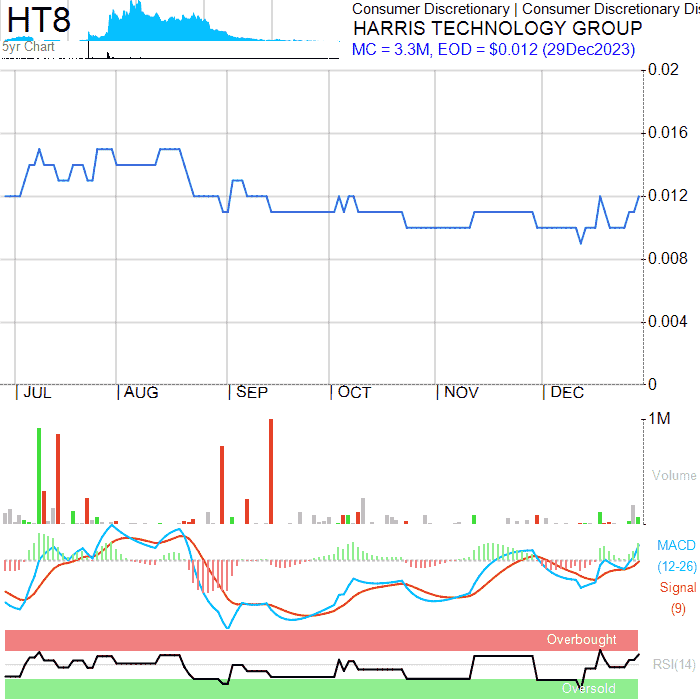 HT8
5yr Chart
Consumer Discretionary | Consumer Discretionary Dis
HARRIS TECHNOLOGY GROUP
MC = 3.3M, EOD = $0.012 (29Dec2023)
0.02
0.016
0.012
0.008
0.004
0
| JUL | AUG | SEP | OCT | NOV | DEC
1M
Volume
MACD
(12-26)
Signal
(9)
Overbought
RSI(14)
Oversold